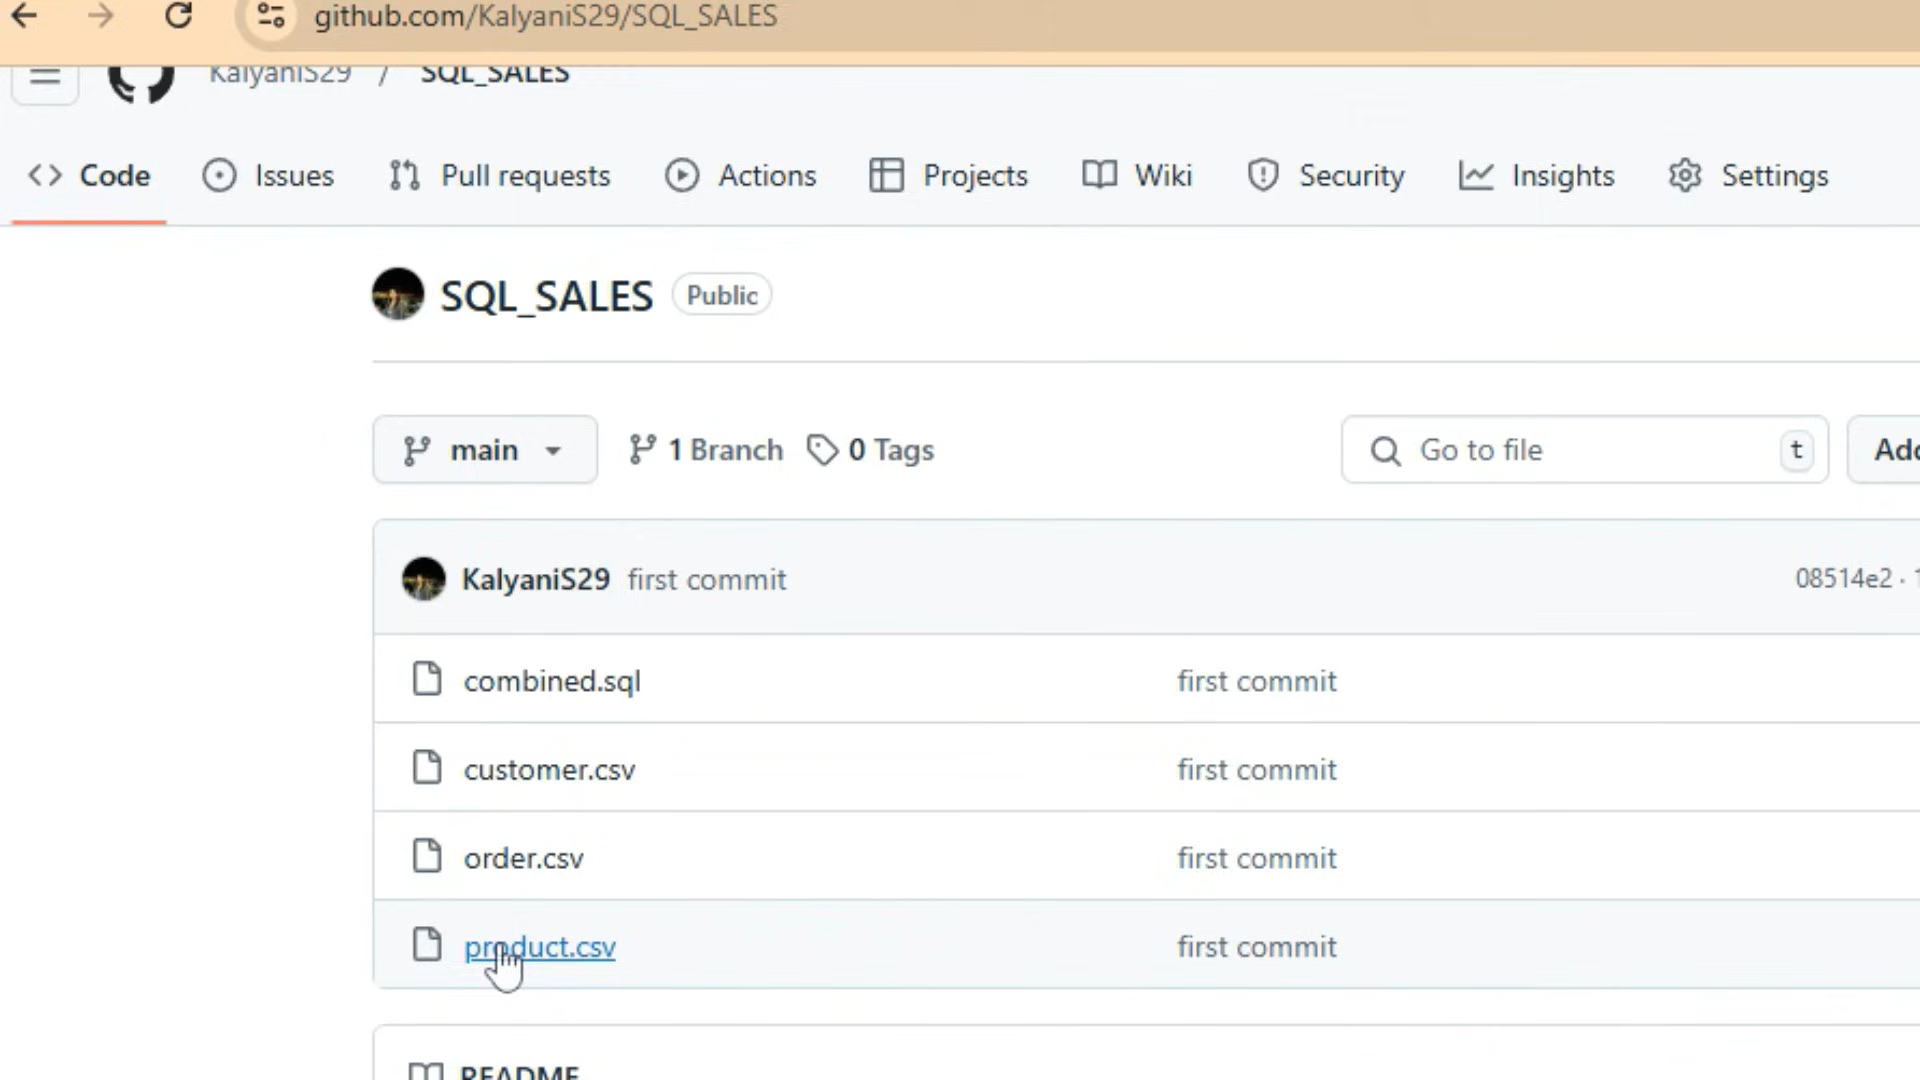 github.com/KalyaniS29/SQL_SALES
KalyaniS29 / SQL_SALES
Code Issues Pull requests Actions Projects Wiki Security Insights Settings
SQL_SALES Public
main 1 Branch 0 Tags Go to file t Add
KalyaniS29 first commit 08514e2 ·
combined.sql first commit
customer.csv first commit
order.csv first commit
product.csv first commit
README